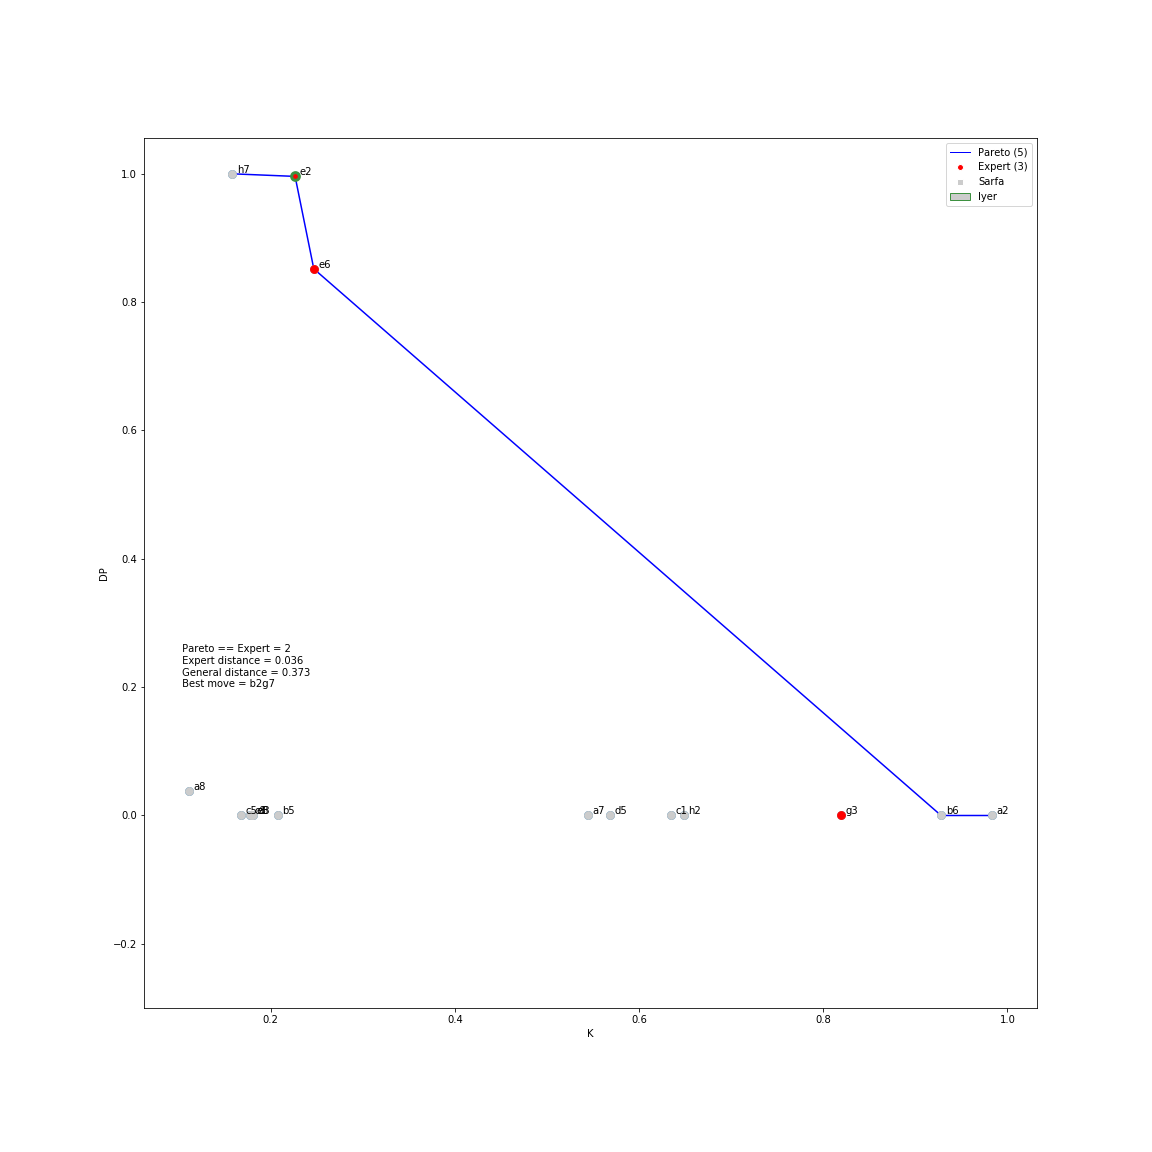 Pareto (5)
Expert (3)
Sarfa
Iyer
h7
e2
e6
Pareto == Expert = 2
Expert distance = 0.036
General distance = 0.373
Best move = b2g7
a8
c5
b5
a7
d5
c1
h2
g3
b6
a2
1.0
0.8
0.6
0.4
0.2
0.0
−0.2
DP
0.2
0.4
0.6
0.8
1.0
K